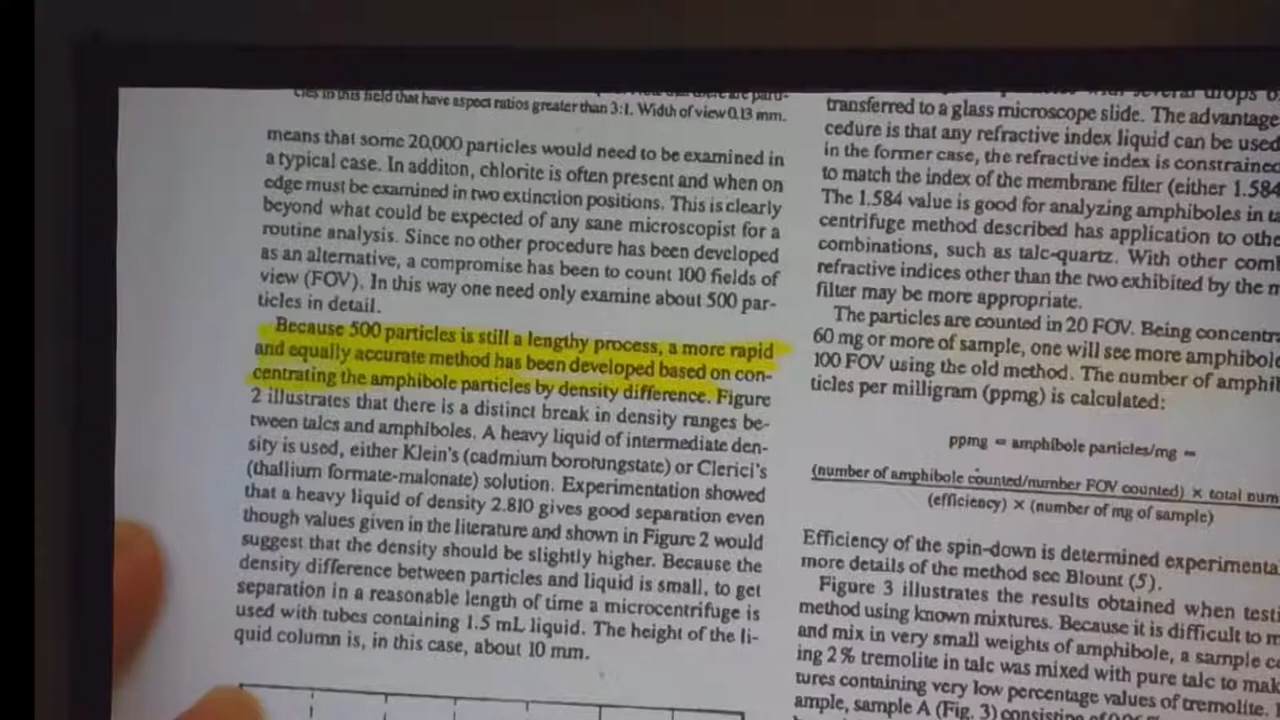 ties in this field that have aspect ratios greater than 3:1. Width of view 0.13 mm.
means that some 20,000 particles would need to be examined in
a typical case. In additon, chlorite is often present and when on
edge must be examined in two extinction positions. This is clearly
beyond what could be expected of any sane microscopist for a
routine analysis. Since no other procedure has been developed
as an alternative, a compromise has been to count 100 fields of
view (FOV). In this way one need only examine about 500 par-
ticles in detail.
Because 500 particles is still a lengthy process, a more rapid
and equally accurate method has been developed based on con-
centrating the amphibole particles by density difference. Figure
2 illustrates that there is a distinct break in density ranges be-
tween talcs and amphiboles. A heavy liquid of intermediate den-
sity is used, either Klein's (cadmium borotungstate) or Clerici's
(thallium formate-malonate) solution. Experimentation showed
that a heavy liquid of density 2.810 gives good separation even
though values given in the literature and shown in Figure 2 would
suggest that the density should be slightly higher. Because the
density difference between particles and liquid is small, to get
separation in a reasonable length of time a microcentrifuge is
used with tubes containing 1.5 mL liquid. The height of the li-
quid column is, in this case, about 10 mm.
several drops o
transferred to a glass microscope slide. The advantage
cedure is that any refractive index liquid can be used
in the former case, the refractive index is constrained
to match the index of the membrane filter (either 1.584
The 1.584 value is good for analyzing amphiboles in ta
centrifuge method described has application to othe
combinations, such as talc-quartz. With other coml
refractive indices other than the two exhibited by the m
filter may be more appropriate.
The particles are counted in 20 FOV. Being concentra
60 mg or more of sample, one will see more amphibole
100 FOV using the old method. The number of amphil
ticles per milligram (ppmg) is calculated:
ppmg = amphibole particles/mg =
(number of amphibole counted/number FOV counted) × total num
(efficiency) × (number of mg of sample)
Efficiency of the spin-down is determined experimenta
more details of the method see Blount (5).
Figure 3 illustrates the results obtained when testi
method using known mixtures. Because it is difficult to m
and mix in very small weights of amphibole, a sample co
ing 2% tremolite in talc was mixed with pure talc to mak
tures containing very low percentage values of tremolite.
ample, sample A (Fig. 3) consisting of